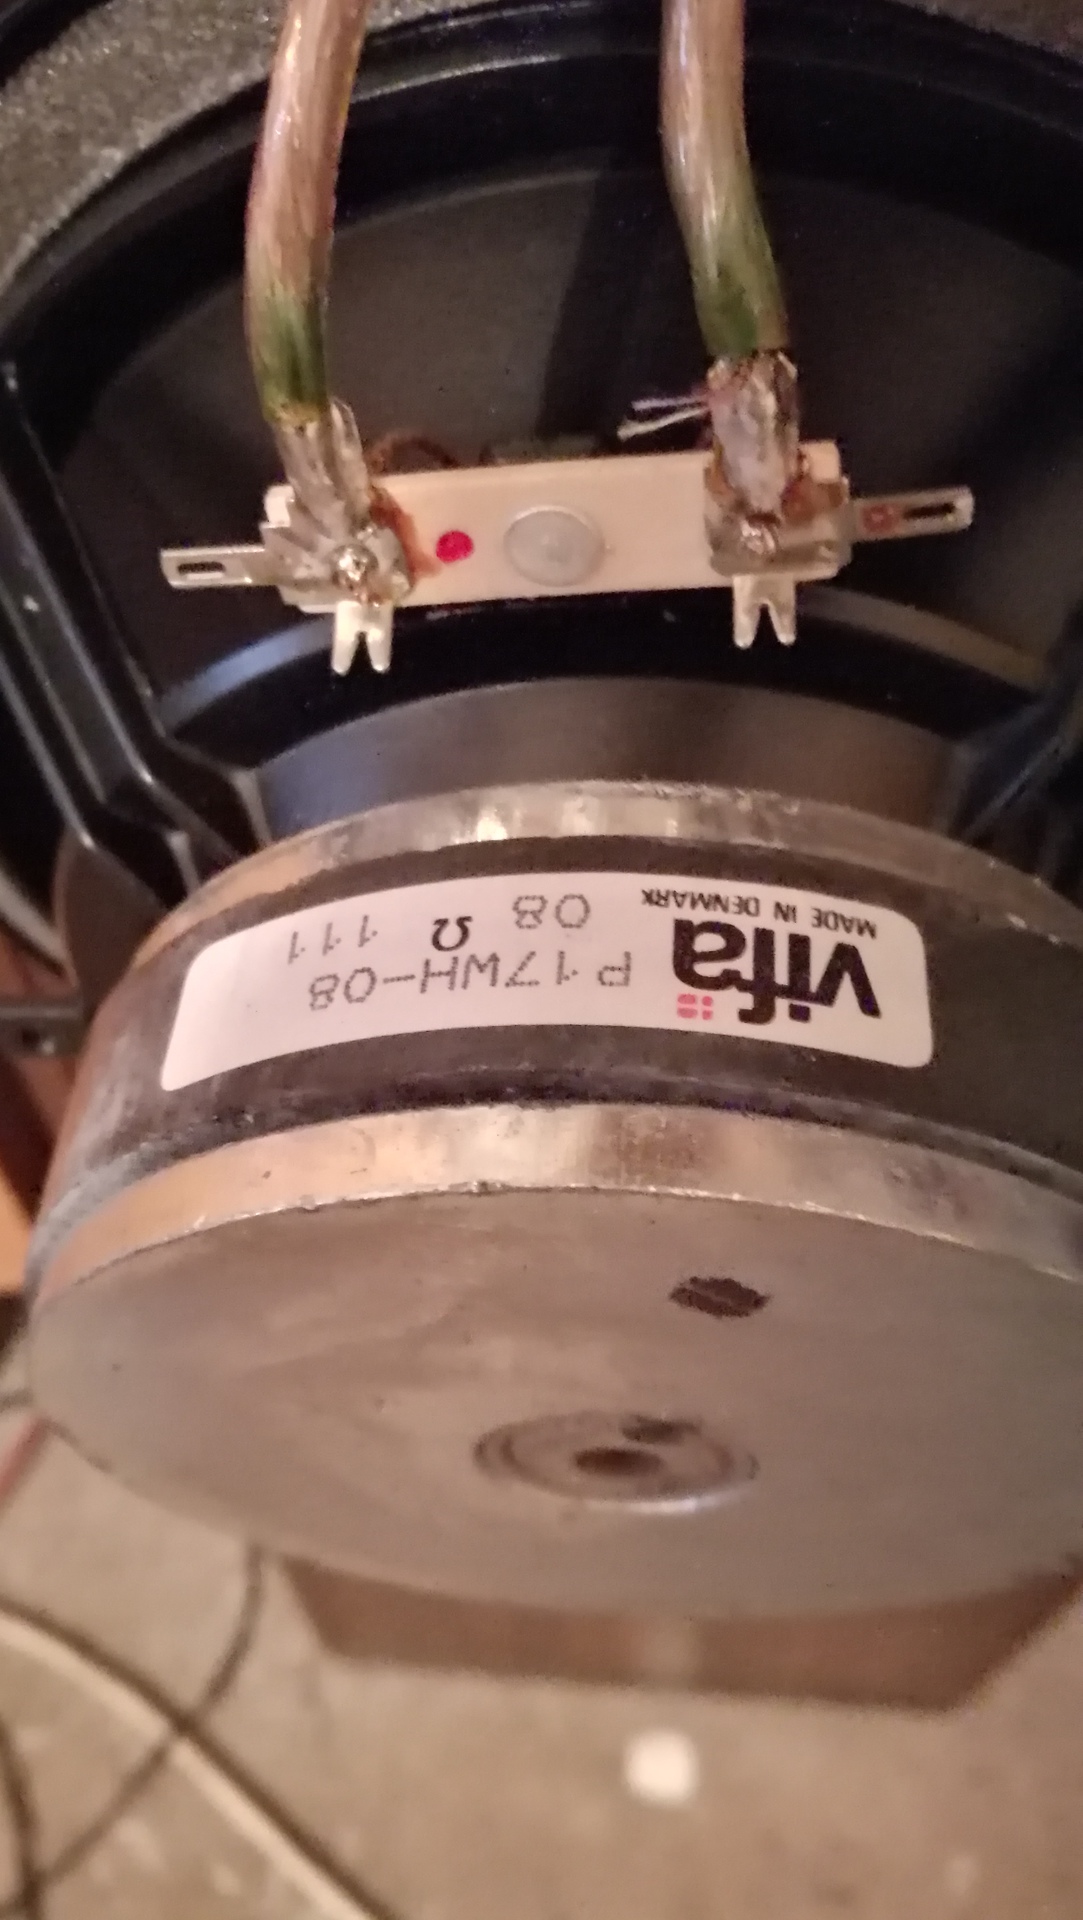 vifa
MADE IN DENMARK
P17WH-08
08 Ω 111